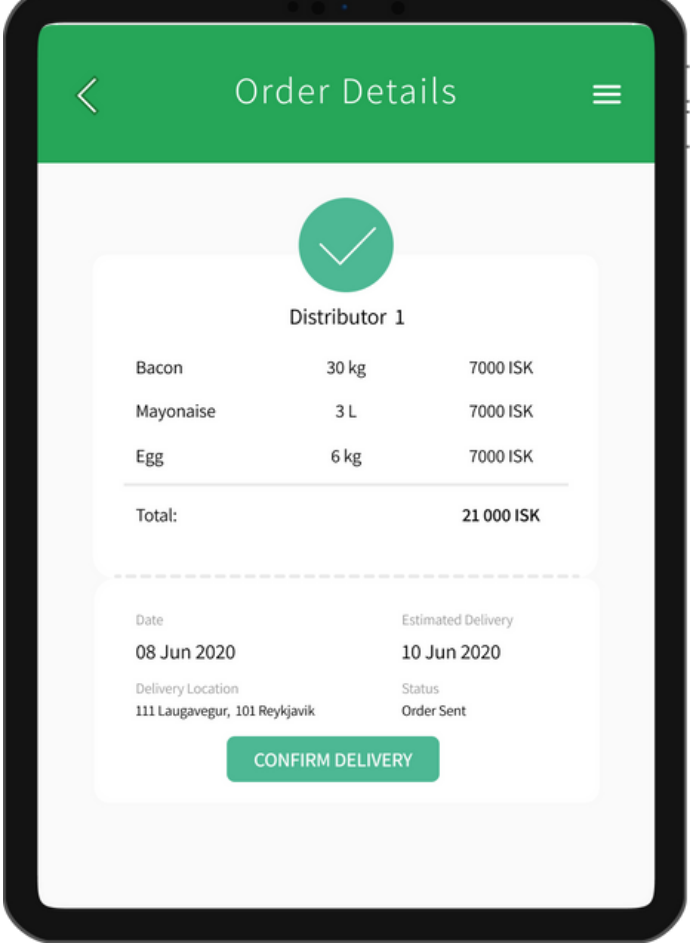 Order Details
Distributor 1
Bacon 30 kg 7000 ISK
Mayonaise 3 L 7000 ISK
Egg 6 kg 7000 ISK
Total: 21 000 ISK
Date Estimated Delivery
08 Jun 2020 10 Jun 2020
Delivery Location Status
111 Laugavegur, 101 Reykjavik Order Sent
CONFIRM DELIVERY